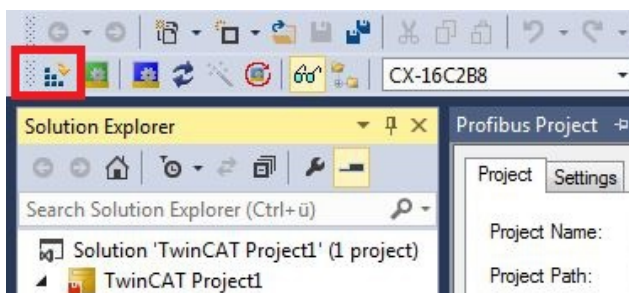 CX-16C2B8
Solution Explorer
Profibus Project
Project Settings
Search Solution Explorer (Ctrl+ü)
Project Name:
Solution 'TwinCAT Project1' (1 project)
TwinCAT Project1
Project Path: